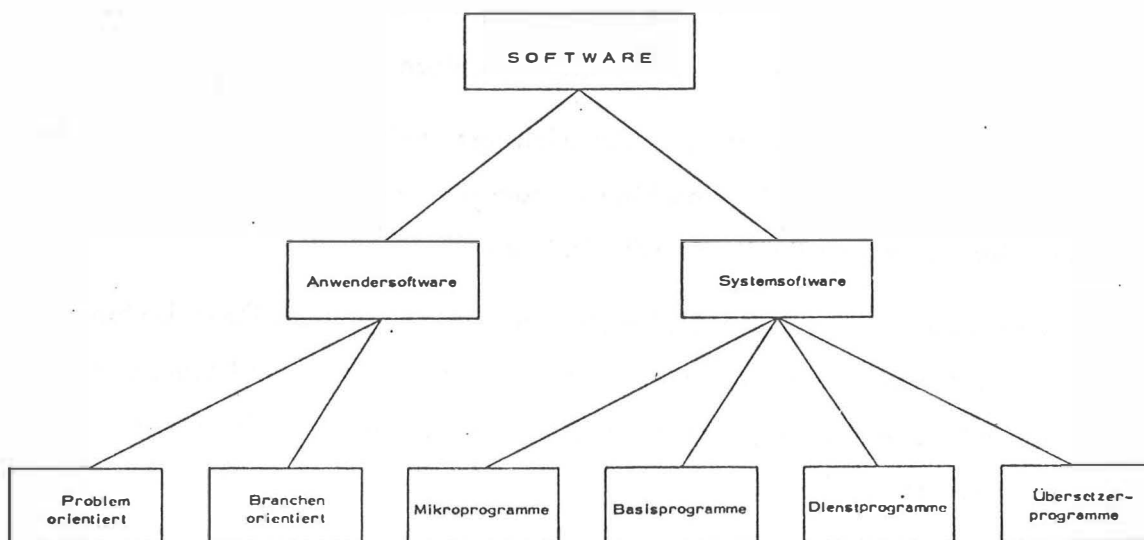 SOFTWARE
Anwendersoftware
Systemsoftware
Problem
orientiert
Branchen
orientiert
Mikroprogramme
Basisprogramme
Dienstprogramme
Übersetzer-
programme